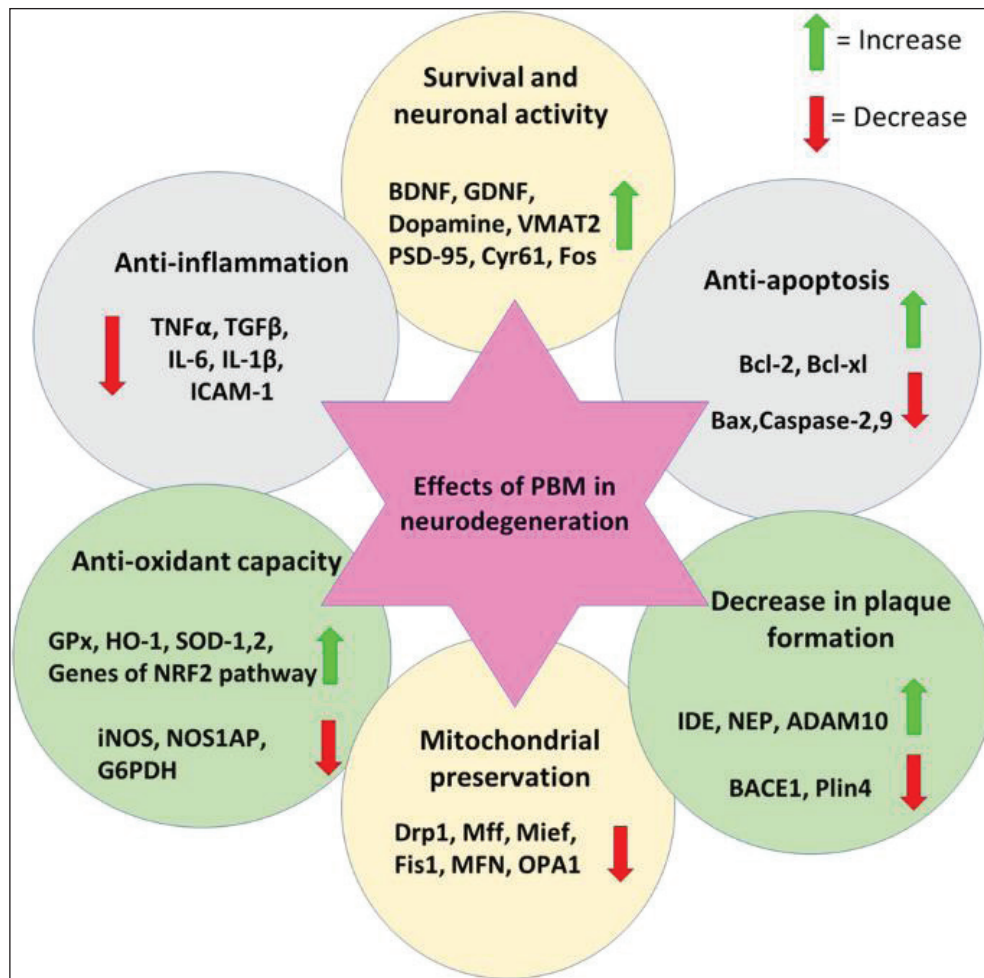 = Increase
= Decrease
Survival and
neuronal activity
BDNF, GDNF,
Dopamine, VMAT2
PSD-95, Cyr61, Fos
Anti-inflammation
TNFα, TGFβ,
IL-6, IL-1β,
ICAM-1
Anti-apoptosis
Bcl-2, Bcl-xl
Bax,Caspase-2,9
Effects of PBM in
neurodegeneration
Anti-oxidant capacity
GPx, HO-1, SOD-1,2,
Genes of NRF2 pathway
iNOS, NOS1AP,
G6PDH
Decrease in plaque
formation
IDE, NEP, ADAM10
BACE1, Plin4
Mitochondrial
preservation
Drp1, Mff, Mief,
Fis1, MFN, OPA1